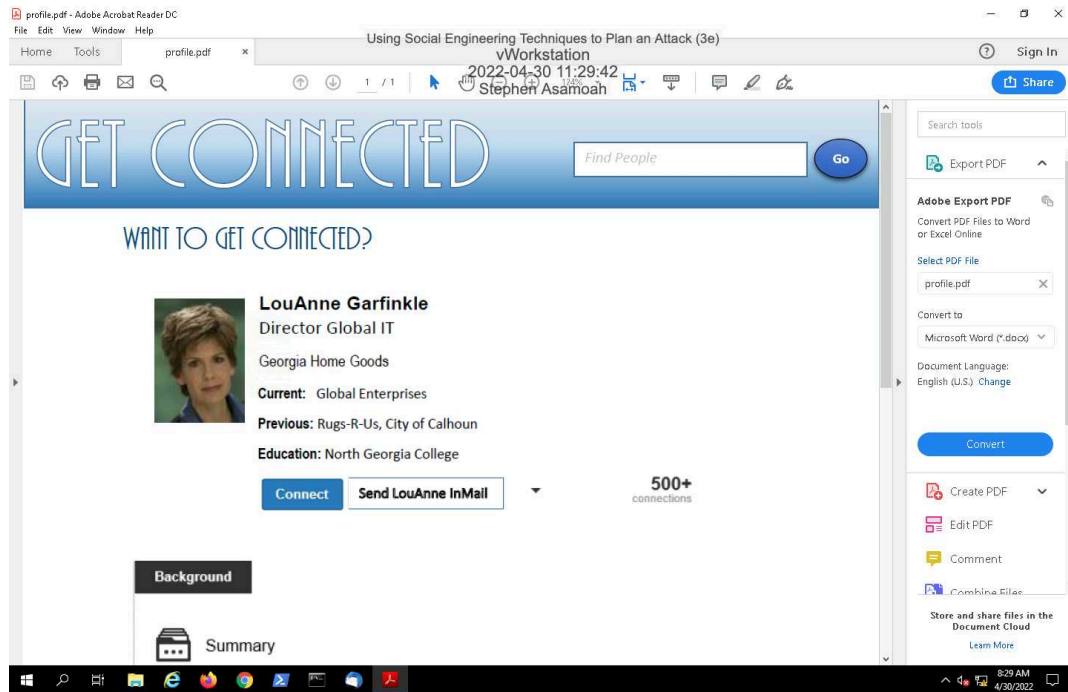 profile.pdf - Adobe Acrobat Reader DC
File Edit View Window Help
Using Social Engineering Techniques to Plan an Attack (3e)
vWorkstation
2022-04-30 11:29:42
Stephen Asamoah
Home Tools profile.pdf × ? Sign In
1 / 1 124% Share
GET CONNECTED
Find People Go
WANT TO GET CONNECTED?
LouAnne Garfinkle
Director Global IT
Georgia Home Goods
Current: Global Enterprises
Previous: Rugs-R-Us, City of Calhoun
Education: North Georgia College
Connect Send LouAnne InMail 500+
connections
Background
Summary
Search tools
Export PDF
Adobe Export PDF
Convert PDF Files to Word
or Excel Online
Select PDF File
profile.pdf
Convert to
Microsoft Word (*.docx)
Document Language:
English (U.S.) Change
Convert
Create PDF
Edit PDF
Comment
Combine Files
Store and share files in the
Document Cloud
Learn More
8:29 AM
4/30/2022